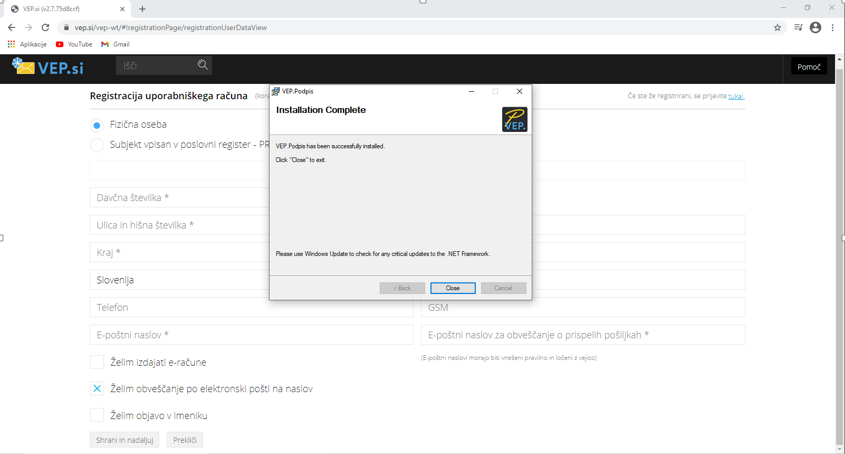 VEP.si (v2.7.75d8ccf)
vep.si/vep-wt/#!registrationPage/registrationUserDataView
Aplikacije YouTube Gmail
VEP.si
Išči
Pomoč
Registracija uporabniškega računa
Če ste že registrirani, se prijavite tukaj.
Fizična oseba
Subjekt vpisan v poslovni register - PR
VEP.Podpis
Installation Complete
VEP.
VEP.Podpis has been successfully installed.
Click "Close" to exit.
Please use Windows Update to check for any critical updates to the .NET Framework.
< Back Close Cancel
Davčna številka *
Ulica in hišna številka *
Kraj *
Slovenija
Telefon
GSM
E-poštni naslov *
E-poštni naslov za obveščanje o prispelih pošiljkah *
(E-poštni naslovi morajo biti vnešeni pravilno in ločeni z vejico)
Želim izdajati e-račune
Želim obveščanje po elektronski pošti na naslov
Želim objavo v imeniku
Shrani in nadaljuj
Prekliči